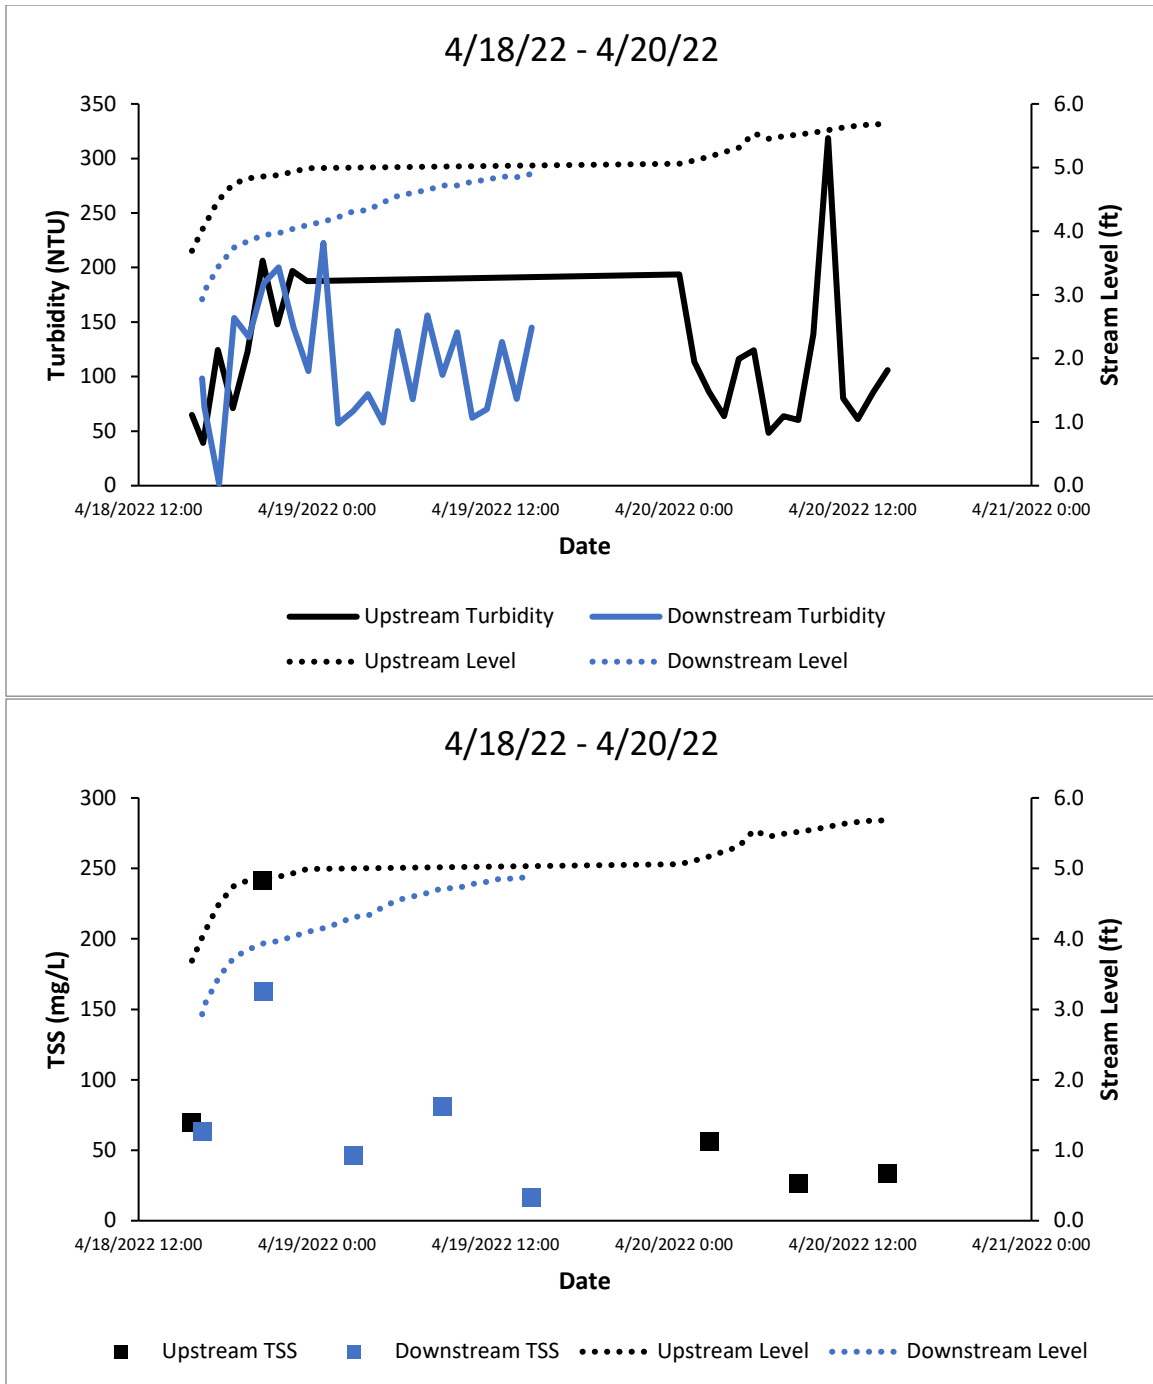 4/18/22 - 4/20/22
350
300
250
200
150
100
50
0
Turbidity (NTU)
6.0
5.0
4.0
3.0
2.0
1.0
0.0
Stream Level (ft)
4/18/2022 12:00 4/19/2022 0:00 4/19/2022 12:00 4/20/2022 0:00 4/20/2022 12:00 4/21/2022 0:00
Date
Upstream Turbidity Downstream Turbidity
Upstream Level Downstream Level
4/18/22 - 4/20/22
300
250
200
150
100
50
0
TSS (mg/L)
6.0
5.0
4.0
3.0
2.0
1.0
0.0
Stream Level (ft)
4/18/2022 12:00 4/19/2022 0:00 4/19/2022 12:00 4/20/2022 0:00 4/20/2022 12:00 4/21/2022 0:00
Date
Upstream TSS Downstream TSS Upstream Level Downstream Level